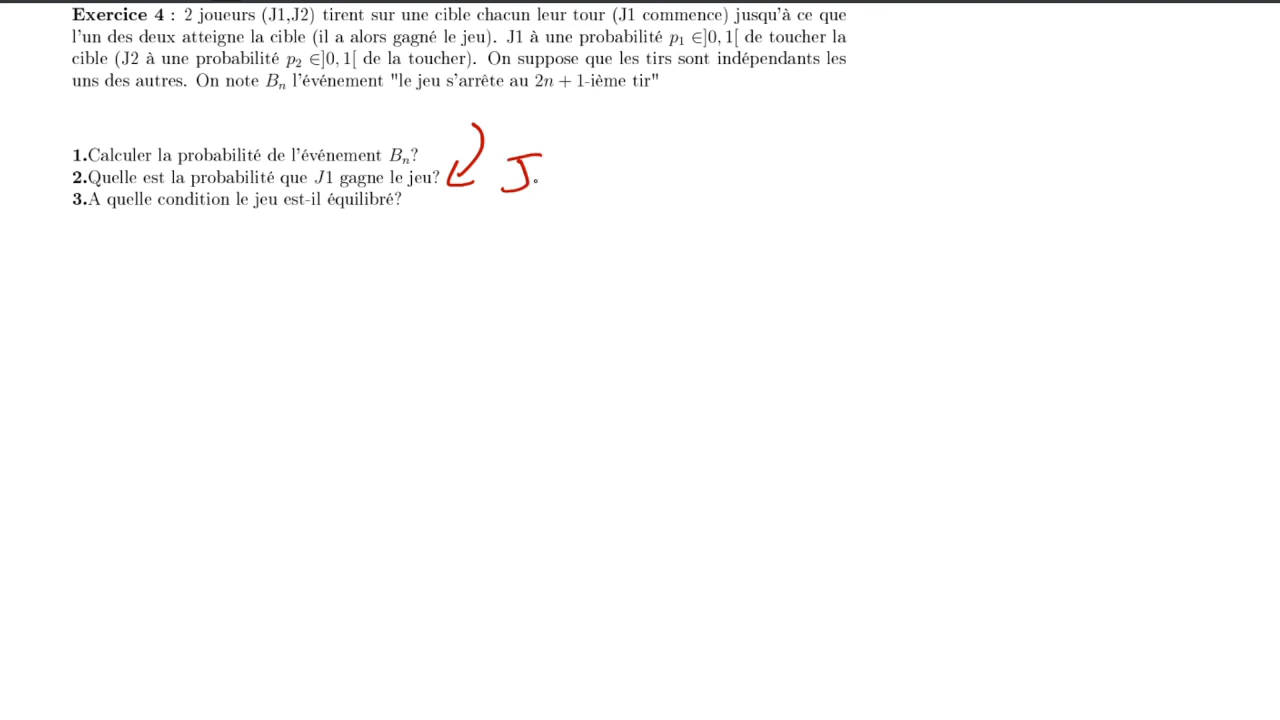 Exercice 4 : 2 joueurs (J1,J2) tirent sur une cible chacun leur tour (J1 commence) jusqu'à ce que
l'un des deux atteigne la cible (il a alors gagné le jeu). J1 à une probabilité p₁ ∈]0, 1[ de toucher la
cible (J2 à une probabilité p₂ ∈]0, 1[ de la toucher). On suppose que les tirs sont indépendants les
uns des autres. On note Bₙ l'événement "le jeu s'arrête au 2n + 1-ième tir"
1.Calculer la probabilité de l'événement Bₙ?
2.Quelle est la probabilité que J1 gagne le jeu? J
3.A quelle condition le jeu est-il équilibré?